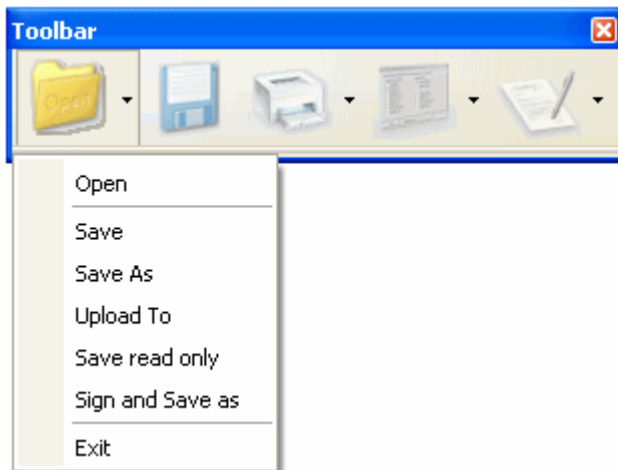 Toolbar
Open
Open
Save
Save As
Upload To
Save read only
Sign and Save as
Exit